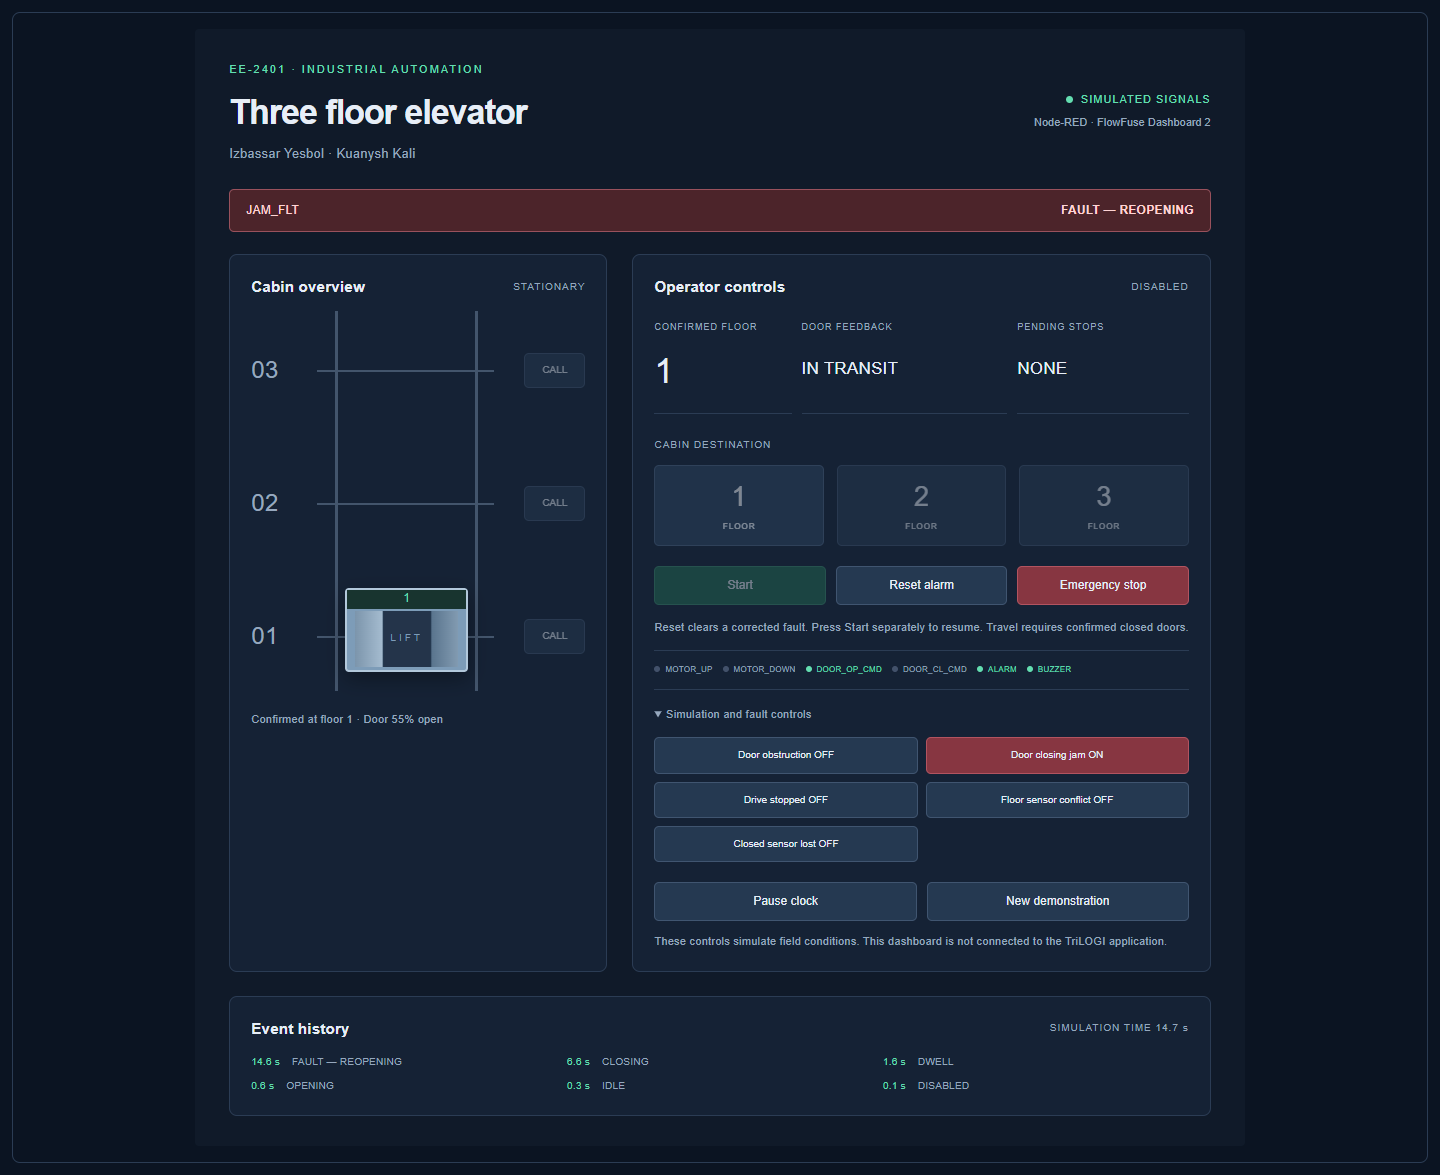 EE-2401 · INDUSTRIAL AUTOMATION
Three floor elevator
Izbassar Yesbol · Kuanysh Kali
SIMULATED SIGNALS
Node-RED · FlowFuse Dashboard 2
JAM_FLT
FAULT — REOPENING
Cabin overview
STATIONARY
03
CALL
02
CALL
1
LIFT
01
CALL
Confirmed at floor 1 · Door 55% open
Operator controls
DISABLED
CONFIRMED FLOOR
1
DOOR FEEDBACK
IN TRANSIT
PENDING STOPS
NONE
CABIN DESTINATION
1
FLOOR
2
FLOOR
3
FLOOR
Start
Reset alarm
Emergency stop
Reset clears a corrected fault. Press Start separately to resume. Travel requires confirmed closed doors.
MOTOR_UP
MOTOR_DOWN
DOOR_OP_CMD
DOOR_CL_CMD
ALARM
BUZZER
▼ Simulation and fault controls
Door obstruction OFF
Door closing jam ON
Drive stopped OFF
Floor sensor conflict OFF
Closed sensor lost OFF
Pause clock
New demonstration
These controls simulate field conditions. This dashboard is not connected to the TriLOGI application.
Event history
SIMULATION TIME 14.7 s
14.6 s FAULT — REOPENING
6.6 s CLOSING
1.6 s DWELL
0.6 s OPENING
0.3 s IDLE
0.1 s DISABLED